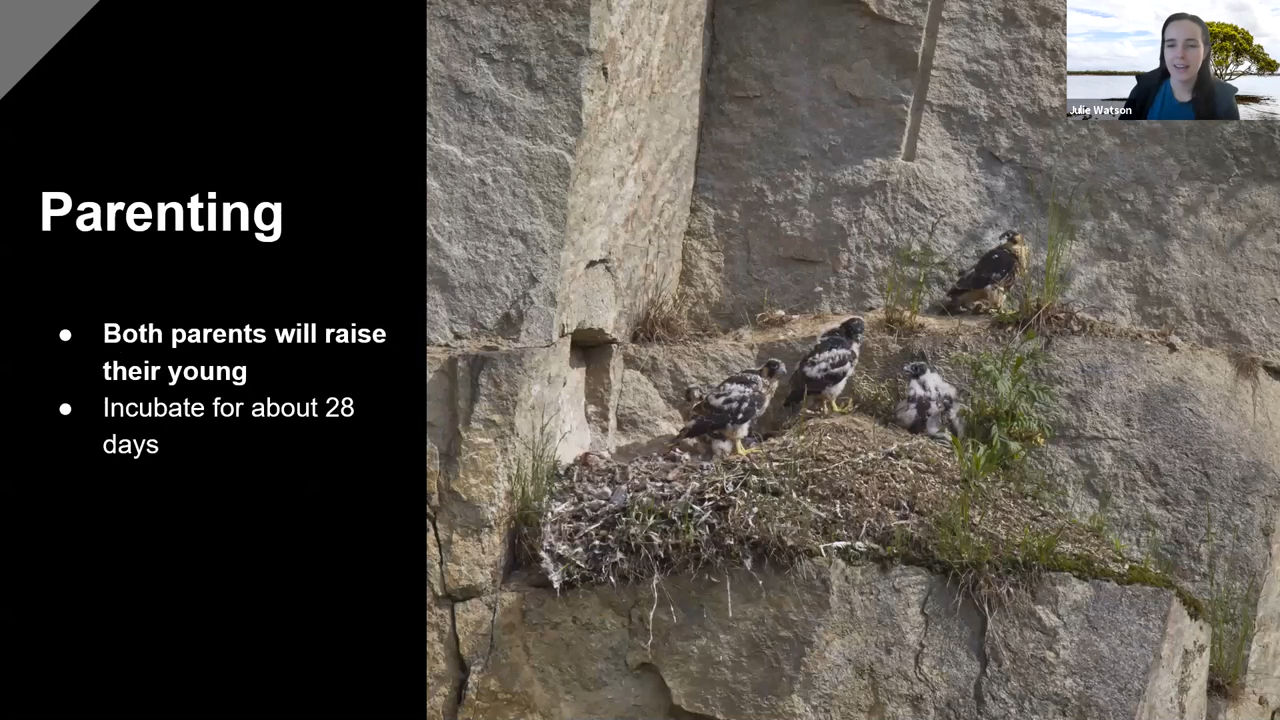 Julie Watson
Parenting
● Both parents will raise
their young
● Incubate for about 28
days